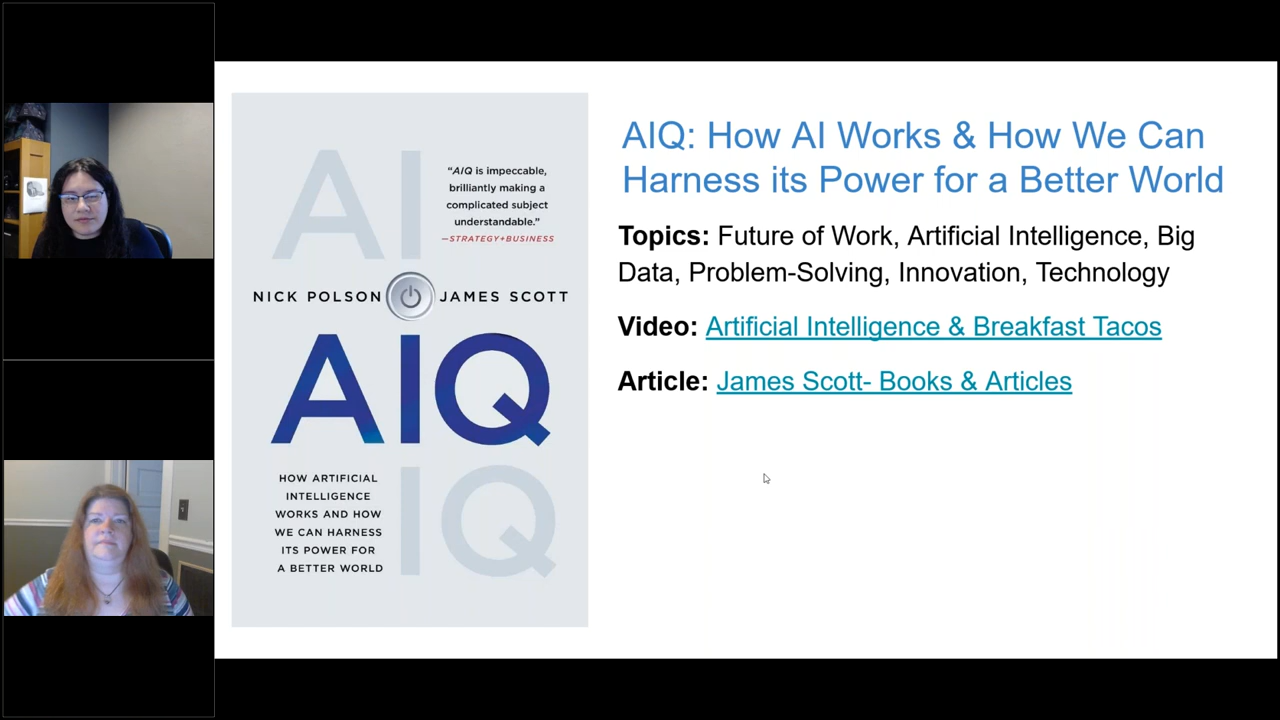 AI
"AIQ is impeccable,
brilliantly making a
complicated subject
understandable."
—STRATEGY+BUSINESS
NICK POLSON JAMES SCOTT
AIQ
HOW ARTIFICIAL
INTELLIGENCE
WORKS AND HOW
WE CAN HARNESS
ITS POWER FOR
A BETTER WORLD
IQ
AIQ: How AI Works & How We Can
Harness its Power for a Better World
Topics: Future of Work, Artificial Intelligence, Big
Data, Problem-Solving, Innovation, Technology
Video: Artificial Intelligence & Breakfast Tacos
Article: James Scott- Books & Articles